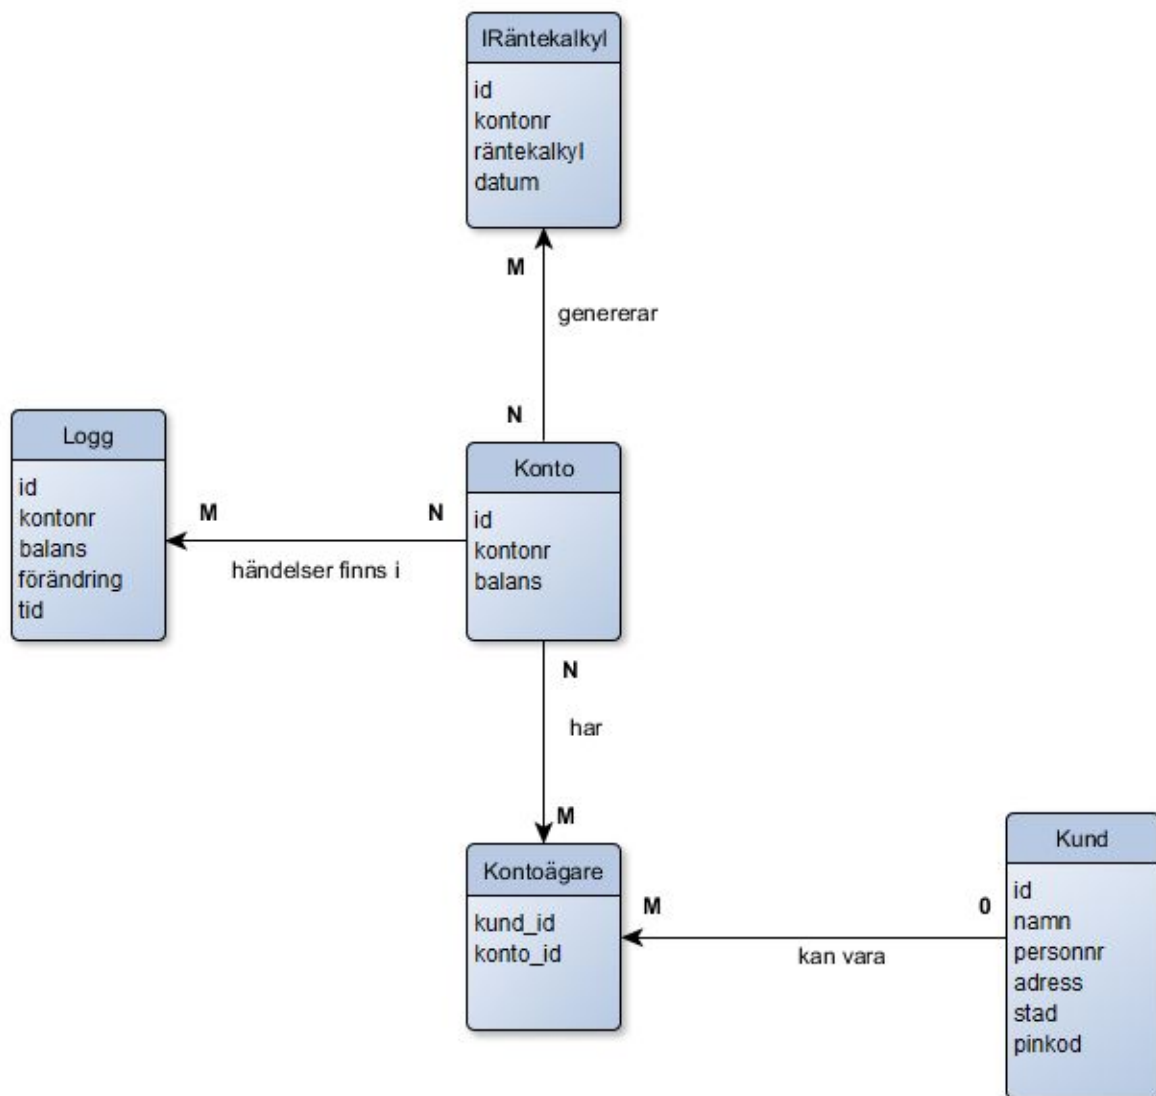 IRäntekalkyl
id
kontonr
räntekalkyl
datum
M
genererar
N
Logg
id
kontonr
balans
förändring
tid
M
N
händelser finns i
Konto
id
kontonr
balans
N
har
M
Kontoägare
kund_id
konto_id
M
0
kan vara
Kund
id
namn
personnr
adress
stad
pinkod